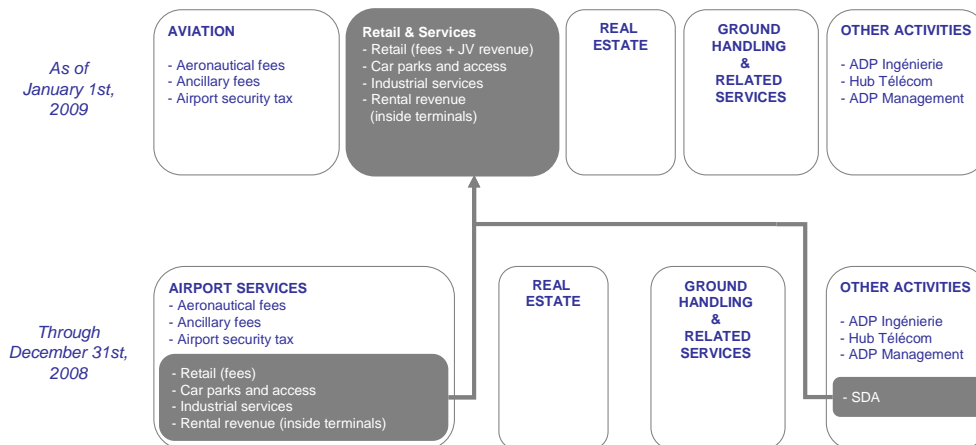 As of
January 1st,
2009
AVIATION
- Aeronautical fees
- Ancillary fees
- Airport security tax
Retail & Services
- Retail (fees + JV revenue)
- Car parks and access
- Industrial services
- Rental revenue
(inside terminals)
REAL
ESTATE
GROUND
HANDLING
&
RELATED
SERVICES
OTHER ACTIVITIES
- ADP Ingénierie
- Hub Télécom
- ADP Management
Through
December 31st,
2008
AIRPORT SERVICES
- Aeronautical fees
- Ancillary fees
- Airport security tax
- Retail (fees)
- Car parks and access
- Industrial services
- Rental revenue (inside terminals)
REAL
ESTATE
GROUND
HANDLING
&
RELATED
SERVICES
OTHER ACTIVITIES
- ADP Ingénierie
- Hub Télécom
- ADP Management
- SDA